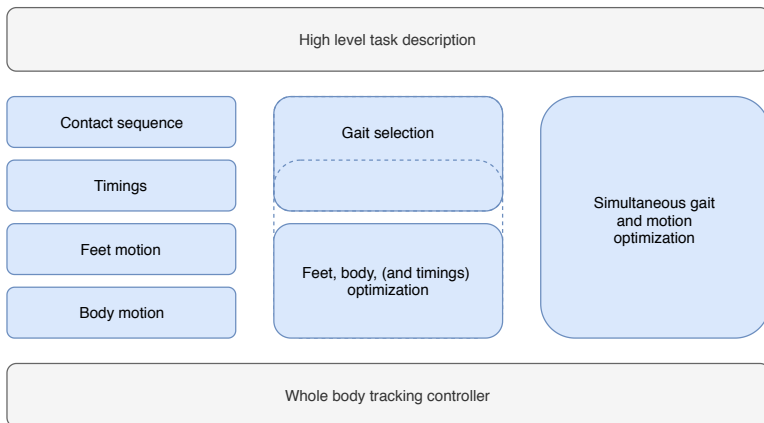 High level task description
Contact sequence
Timings
Feet motion
Body motion
Gait selection
Feet, body, (and timings)
optimization
Simultaneous gait
and motion
optimization
Whole body tracking controller